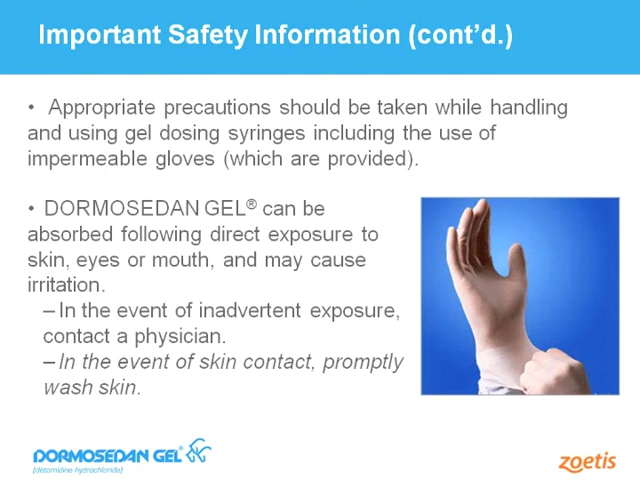 Important Safety Information (cont’d.)
• Appropriate precautions should be taken while handling
and using gel dosing syringes including the use of
impermeable gloves (which are provided).
• DORMOSEDAN GEL® can be
absorbed following direct exposure to
skin, eyes or mouth, and may cause
irritation.
– In the event of inadvertent exposure,
contact a physician.
– In the event of skin contact, promptly
wash skin.
DORMOSEDAN GEL®
(detomidine hydrochloride)
zoetis